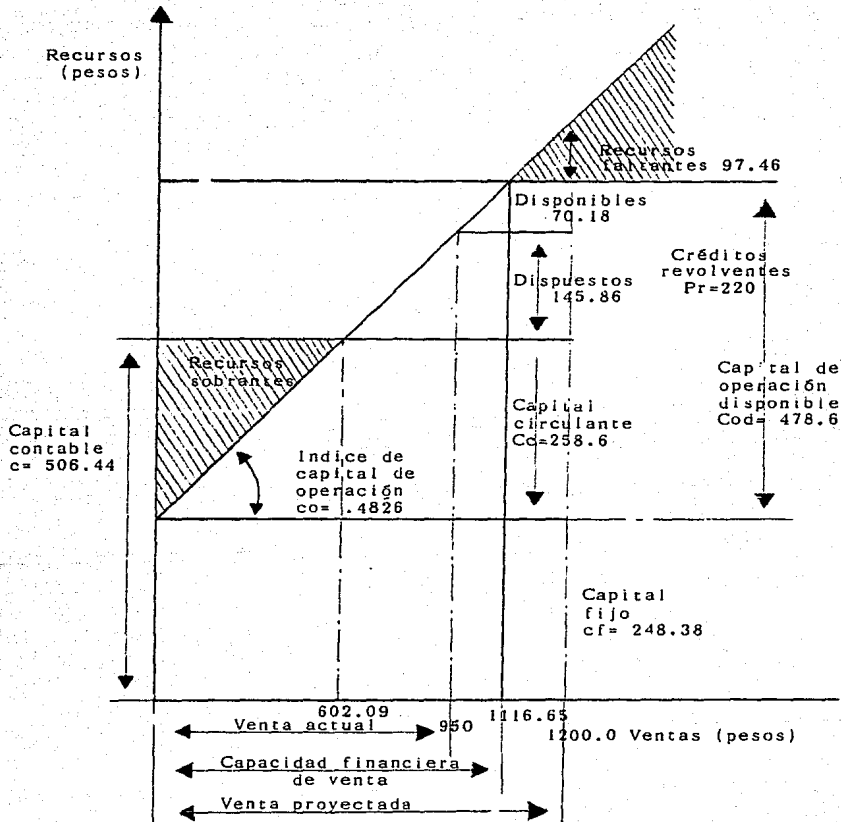 Recursos
(pesos)
Recursos
faltantes 97.46
Disponibles
70.18
Créditos
revolventes
Pr=220
Dispuestos
145.86
Recursos
sobrantes
Capital de
operación
disponible
Cod= 478.6
Capital
contable
c= 506.44
Capital
circulante
Cc=258.6
Indice de
capital de
operación
co= .4826
Capital
fijo
cf= 248.38
602.09
950
1116.65
1200.0 Ventas (pesos)
Venta actual
Capacidad financiera
de venta
Venta proyectada